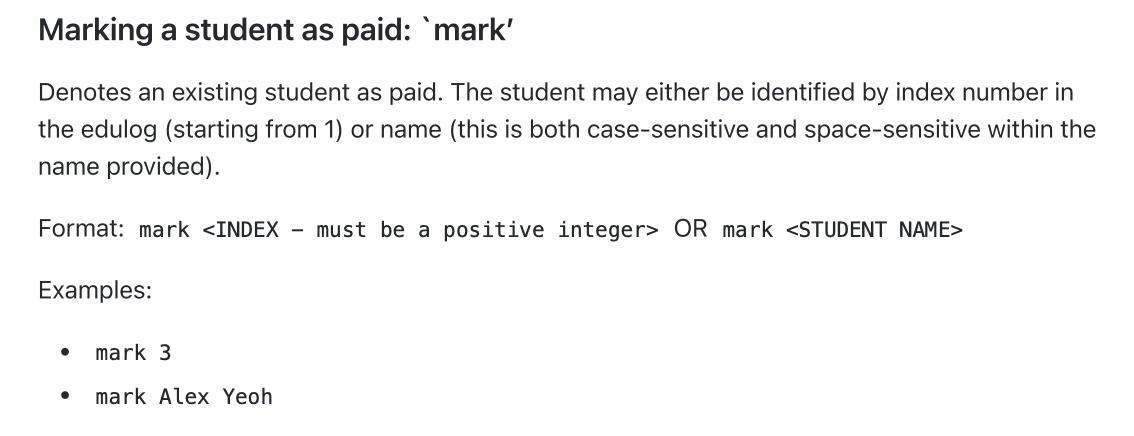 Marking a student as paid: `mark’
Denotes an existing student as paid. The student may either be identified by index number in
the edulog (starting from 1) or name (this is both case-sensitive and space-sensitive within the
name provided).
Format: mark <INDEX – must be a positive integer> OR mark <STUDENT NAME>
Examples:
• mark 3
• mark Alex Yeoh